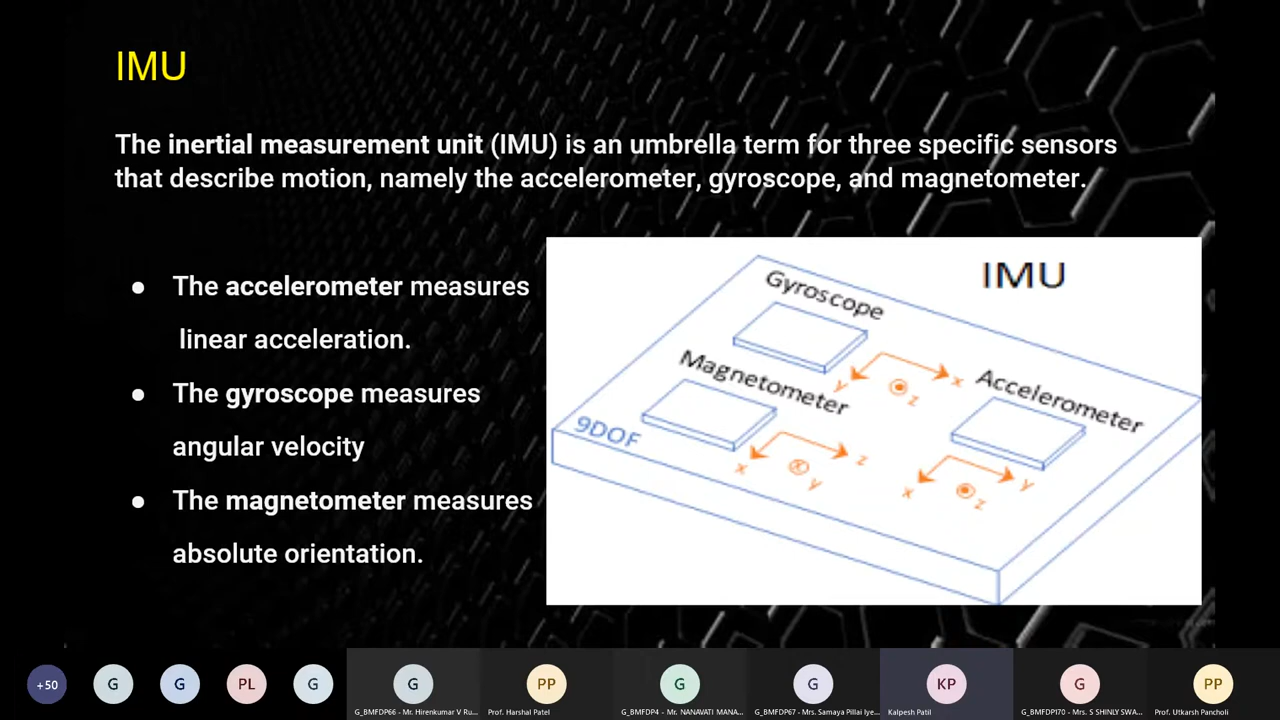 IMU
The inertial measurement unit (IMU) is an umbrella term for three specific sensors
that describe motion, namely the accelerometer, gyroscope, and magnetometer.
● The accelerometer measures
linear acceleration.
● The gyroscope measures
angular velocity
● The magnetometer measures
absolute orientation.
IMU
Gyroscope
y x
z
Magnetometer
x z
y
Accelerometer
x y
z
9DOF
+50
G
G
PL
G
G
G_BMFDP66 - Mr. Hirenkumar V Ru...
PP
Prof. Harshal Patel
G
G_BMFDP4 - Mr. NANAVATI MANA...
G
G_BMFDP67 - Mrs. Samaya Pillai Iye...
KP
Kalpesh Patil
G
G_BMFDP170 - Mrs. S SHINLY SWA...
PP
Prof. Utkarsh Pancholi